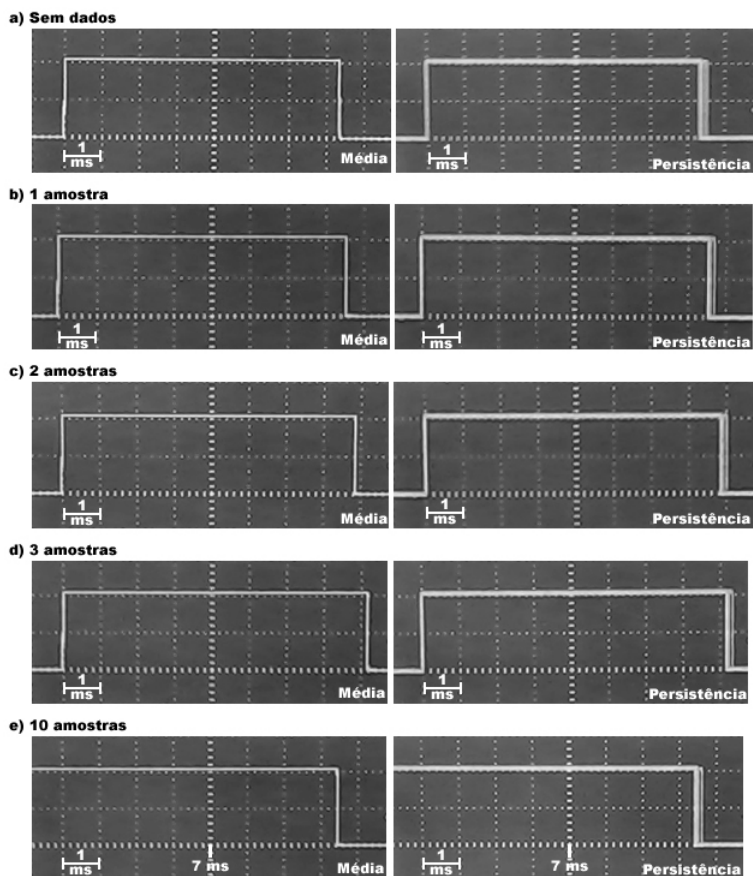 a) Sem dados
1
ms
Média
1
ms
Persistência
b) 1 amostra
1
ms
Média
1
ms
Persistência
c) 2 amostras
1
ms
Média
1
ms
Persistência
d) 3 amostras
1
ms
Média
1
ms
Persistência
e) 10 amostras
1
ms
7 ms
Média
1
ms
7 ms
Persistência